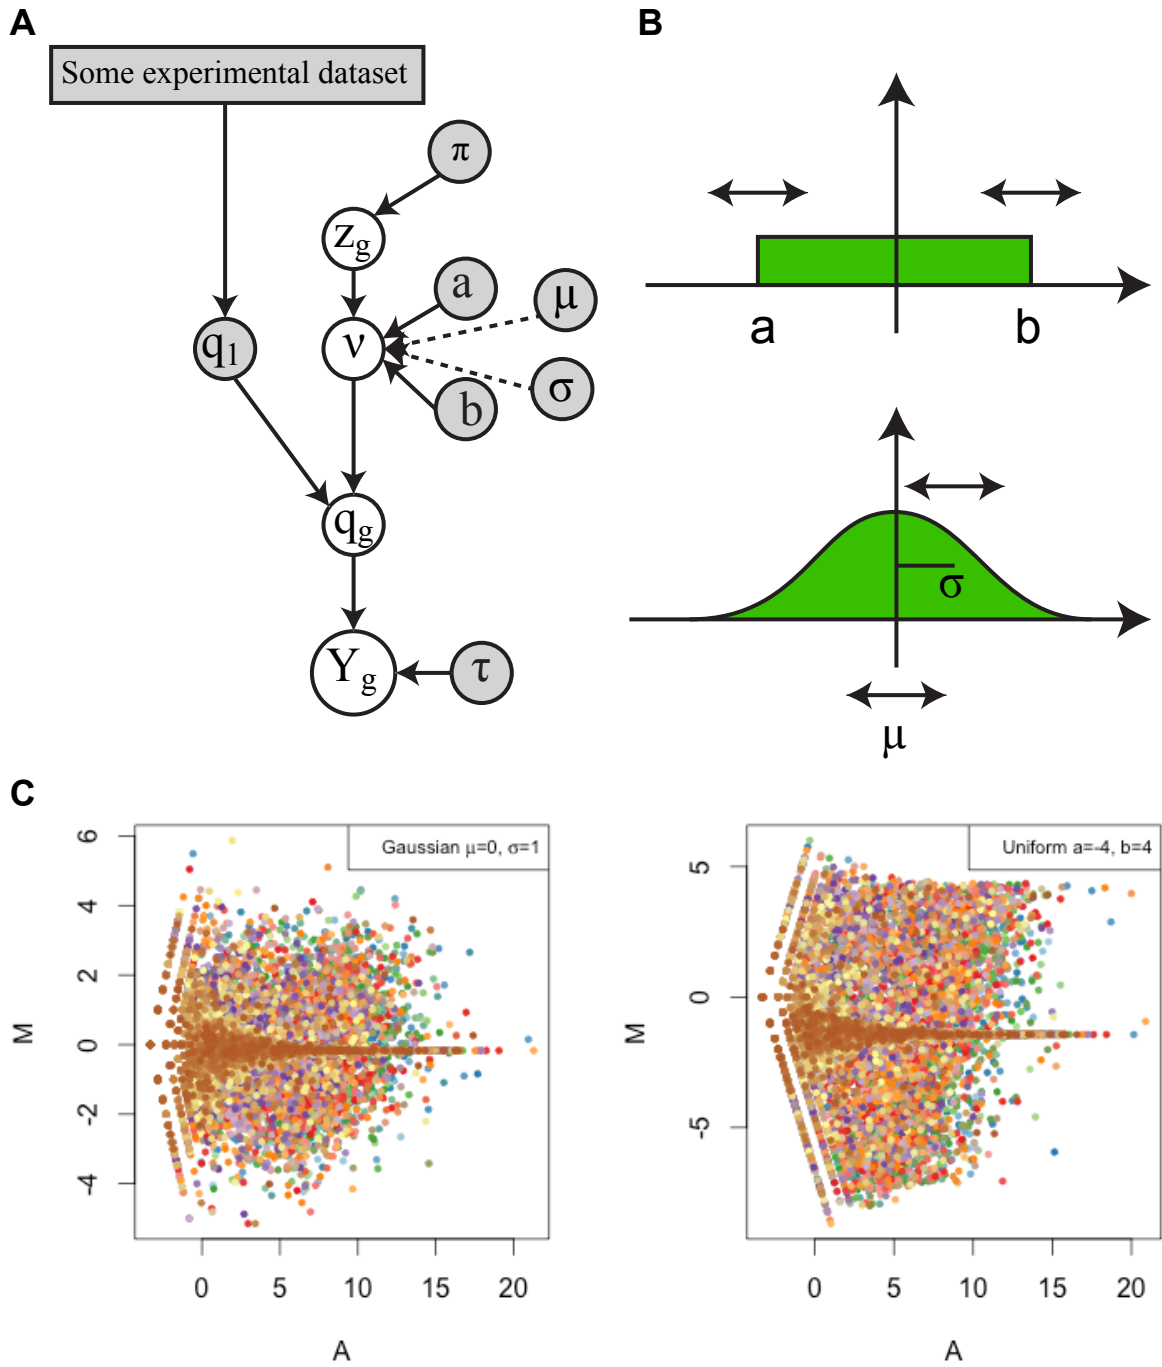 A
Some experimental dataset
π
zg
a
μ
q1
ν
σ
b
qg
Yg
τ
B
a
b
σ
μ
C
Gaussian μ=0, σ=1
6
4
2
0
-2
-4
M
0
5
10
15
20
A
Uniform a=-4, b=4
5
0
-5
M
0
5
10
15
20
A